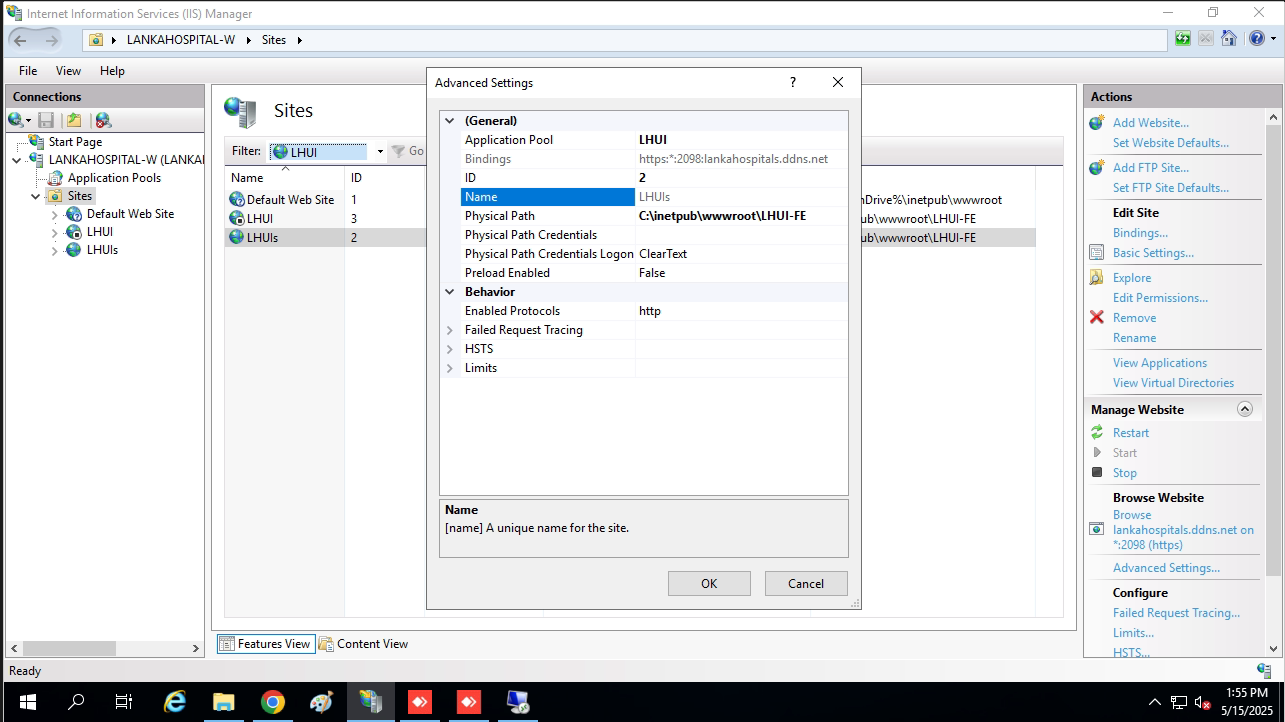 Internet Information Services (IIS) Manager
LANKAHOSPITAL-W Sites
File View Help
Connections
Start Page
LANKAHOSPITAL-W (LANKA
Application Pools
Sites
Default Web Site
LHUI
LHUIs
Sites
Filter: LHUI Go
Name ID
Default Web Site 1 nDrive%\inetpub\wwwroot
LHUI 3 ub\wwwroot\LHUI-FE
LHUIs 2 ub\wwwroot\LHUI-FE
Features View Content View
Advanced Settings ?
(General)
Application Pool LHUI
Bindings https:*:2098:lankahospitals.ddns.net
ID 2
Name LHUIs
Physical Path C:\inetpub\wwwroot\LHUI-FE
Physical Path Credentials
Physical Path Credentials Logon ClearText
Preload Enabled False
Behavior
Enabled Protocols http
Failed Request Tracing
HSTS
Limits
Name
[name] A unique name for the site.
OK Cancel
Actions
Add Website...
Set Website Defaults...
Add FTP Site...
Set FTP Site Defaults...
Edit Site
Bindings...
Basic Settings...
Explore
Edit Permissions...
Remove
Rename
View Applications
View Virtual Directories
Manage Website
Restart
Start
Stop
Browse Website
Browse
lankahospitals.ddns.net on
*:2098 (https)
Advanced Settings...
Configure
Failed Request Tracing...
Limits...
HSTS...
Ready
1:55 PM
5/15/2025